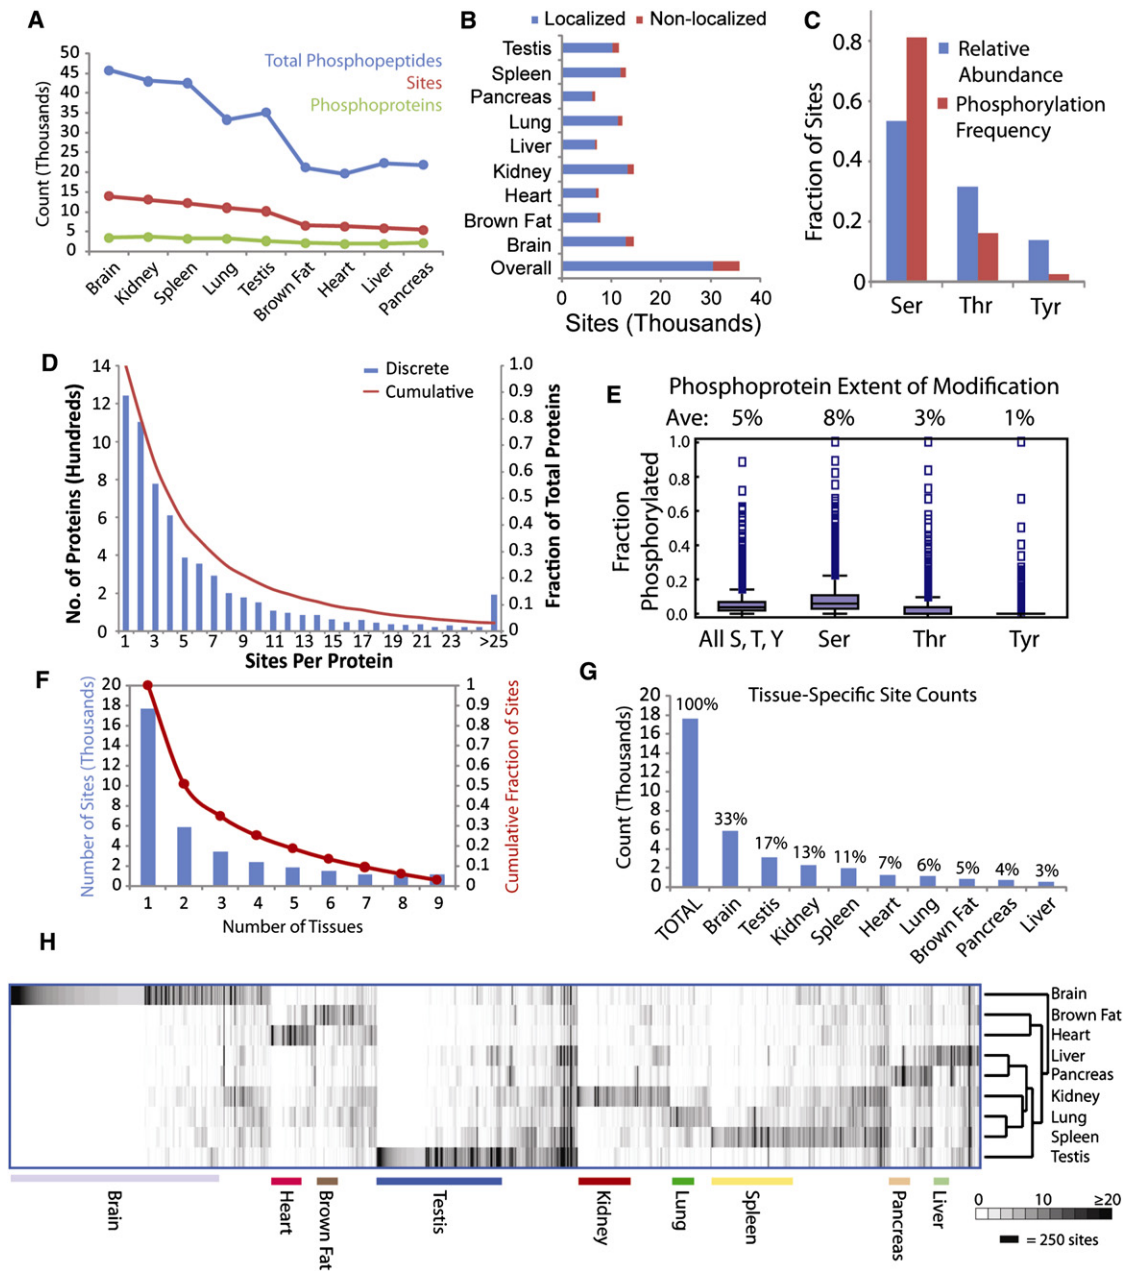 A
50
45
40
35
30
25
20
15
10
5
0
Count (Thousands)
Total Phosphopeptides
Sites
Phosphoproteins
Brain
Kidney
Spleen
Lung
Testis
Brown Fat
Heart
Liver
Pancreas
B
Localized Non-localized
Testis
Spleen
Pancreas
Lung
Liver
Kidney
Heart
Brown Fat
Brain
Overall
0 10 20 30 40
Sites (Thousands)
C
0.8
0.6
0.4
0.2
0
Fraction of Sites
Relative
Abundance
Phosphorylation
Frequency
Ser Thr Tyr
D
14
12
10
8
6
4
2
0
No. of Proteins (Hundreds)
Discrete
Cumulative
1.0
0.9
0.8
0.7
0.6
0.5
0.4
0.3
0.2
0.1
0
Fraction of Total Proteins
1 3 5 7 9 11 13 15 17 19 21 23 >25
Sites Per Protein
E
Phosphoprotein Extent of Modification
Ave: 5% 8% 3% 1%
1.0
0.8
0.6
0.4
0.2
0.0
Fraction
Phosphorylated
All S, T, Y Ser Thr Tyr
F
20
18
16
14
12
10
8
6
4
2
0
Number of Sites (Thousands)
1
0.9
0.8
0.7
0.6
0.5
0.4
0.3
0.2
0.1
0
Cumulative Fraction of Sites
1 2 3 4 5 6 7 8 9
Number of Tissues
G
Tissue-Specific Site Counts
20
18
16
14
12
10
8
6
4
2
0
Count (Thousands)
100%
33%
17%
13%
11%
7%
6%
5%
4%
3%
TOTAL
Brain
Testis
Kidney
Spleen
Heart
Lung
Brown Fat
Pancreas
Liver
H
Brain
Brown Fat
Heart
Liver
Pancreas
Kidney
Lung
Spleen
Testis
Brain
Heart
Brown Fat
Testis
Kidney
Lung
Spleen
Pancreas
Liver
0 10 ≥20
= 250 sites